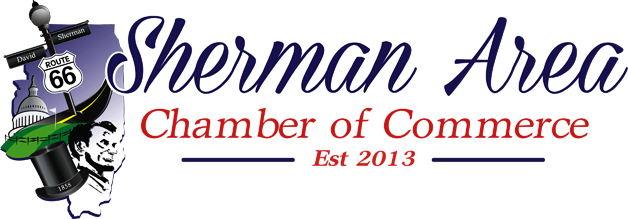 Sherman
David
ROUTE
66
1858
Sherman Area
Chamber of Commerce
Est 2013